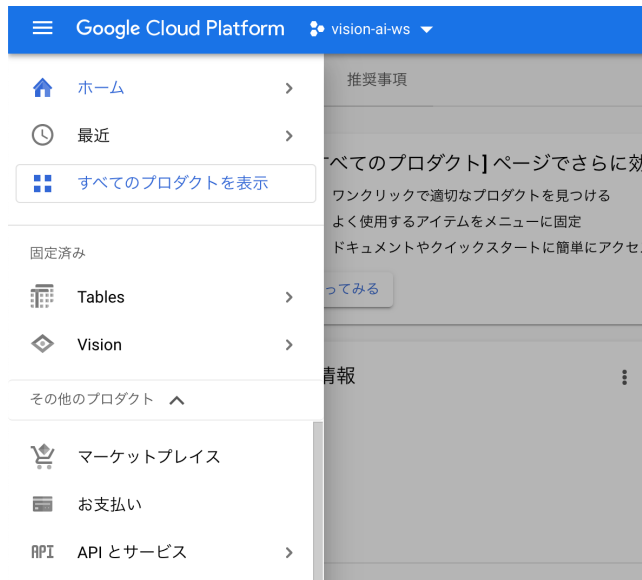 Google Cloud Platform
vision-ai-ws
ホーム
最近
すべてのプロダクトを表示
固定済み
Tables
Vision
その他のプロダクト
マーケットプレイス
お支払い
API
API とサービス
推奨事項
べてのプロダクト] ページでさらに効
ワンクリックで適切なプロダクトを見つける
よく使用するアイテムをメニューに固定
ドキュメントやクイックスタートに簡単にアクセ
ってみる
情報